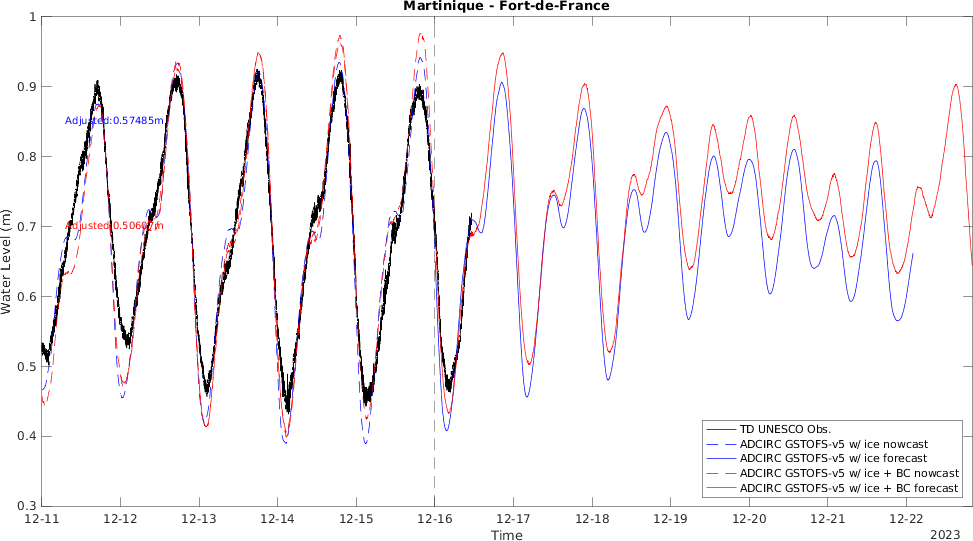 Martinique - Fort-de-France
Water Level (m)
1
0.9
0.8
0.7
0.6
0.5
0.4
0.3
Adjusted:0.57485m
TD UNESCO Obs.
ADCIRC GSTOFS-v5 w/ ice nowcast
ADCIRC GSTOFS-v5 w/ ice forecast
ADCIRC GSTOFS-v5 w/ ice + BC nowcast
ADCIRC GSTOFS-v5 w/ ice + BC forecast
12-11 12-12 12-13 12-14 12-15 12-16 12-17 12-18 12-19 12-20 12-21 12-22
Time
2023